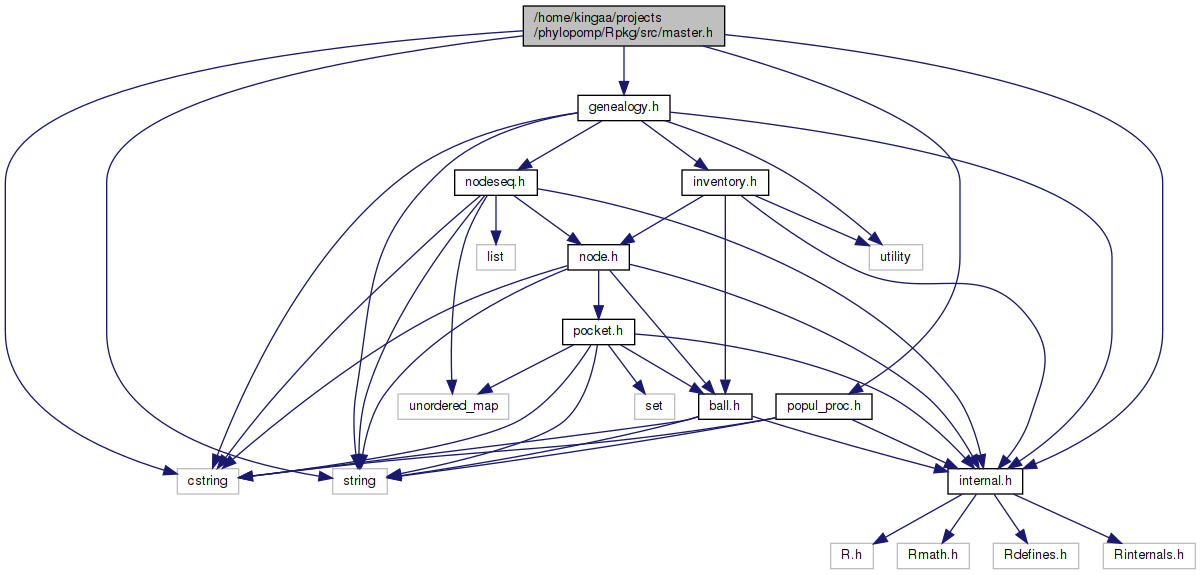 /home/kingaa/projects
/phylopomp/Rpkg/src/master.h
genealogy.h
nodeseq.h
inventory.h
list
node.h
utility
pocket.h
unordered_map
set
ball.h
popul_proc.h
cstring
string
internal.h
R.h
Rmath.h
Rdefines.h
Rinternals.h